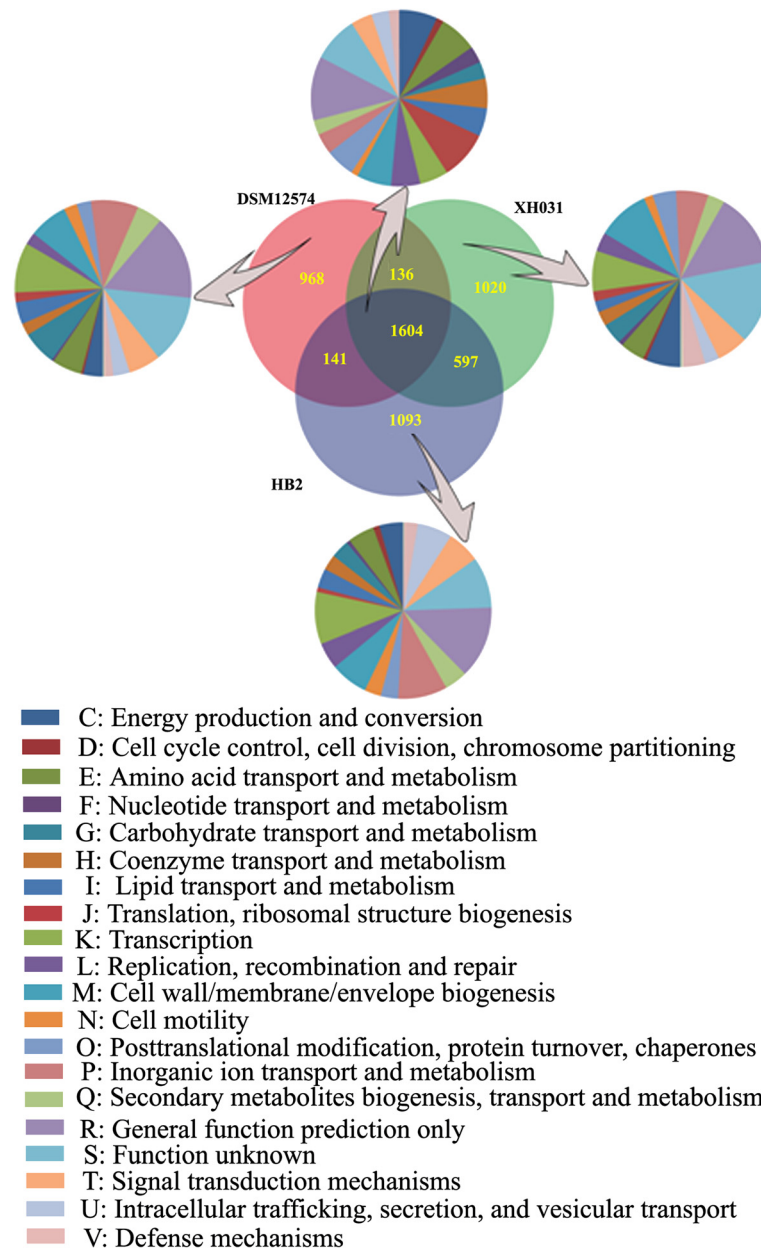 DSM12574
XH031
968
136
1020
1604
141
597
1093
HB2
C: Energy production and conversion
D: Cell cycle control, cell division, chromosome partitioning
E: Amino acid transport and metabolism
F: Nucleotide transport and metabolism
G: Carbohydrate transport and metabolism
H: Coenzyme transport and metabolism
I: Lipid transport and metabolism
J: Translation, ribosomal structure biogenesis
K: Transcription
L: Replication, recombination and repair
M: Cell wall/membrane/envelope biogenesis
N: Cell motility
O: Posttranslational modification, protein turnover, chaperones
P: Inorganic ion transport and metabolism
Q: Secondary metabolites biogenesis, transport and metabolism
R: General function prediction only
S: Function unknown
T: Signal transduction mechanisms
U: Intracellular trafficking, secretion, and vesicular transport
V: Defense mechanisms